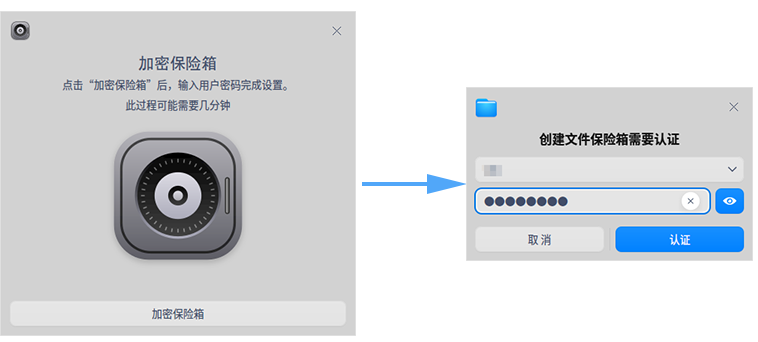 加密保险箱
点击“加密保险箱”后，输入用户密码完成设置。
此过程可能需要几分钟
加密保险箱
创建文件保险箱需要认证
取 消
认证